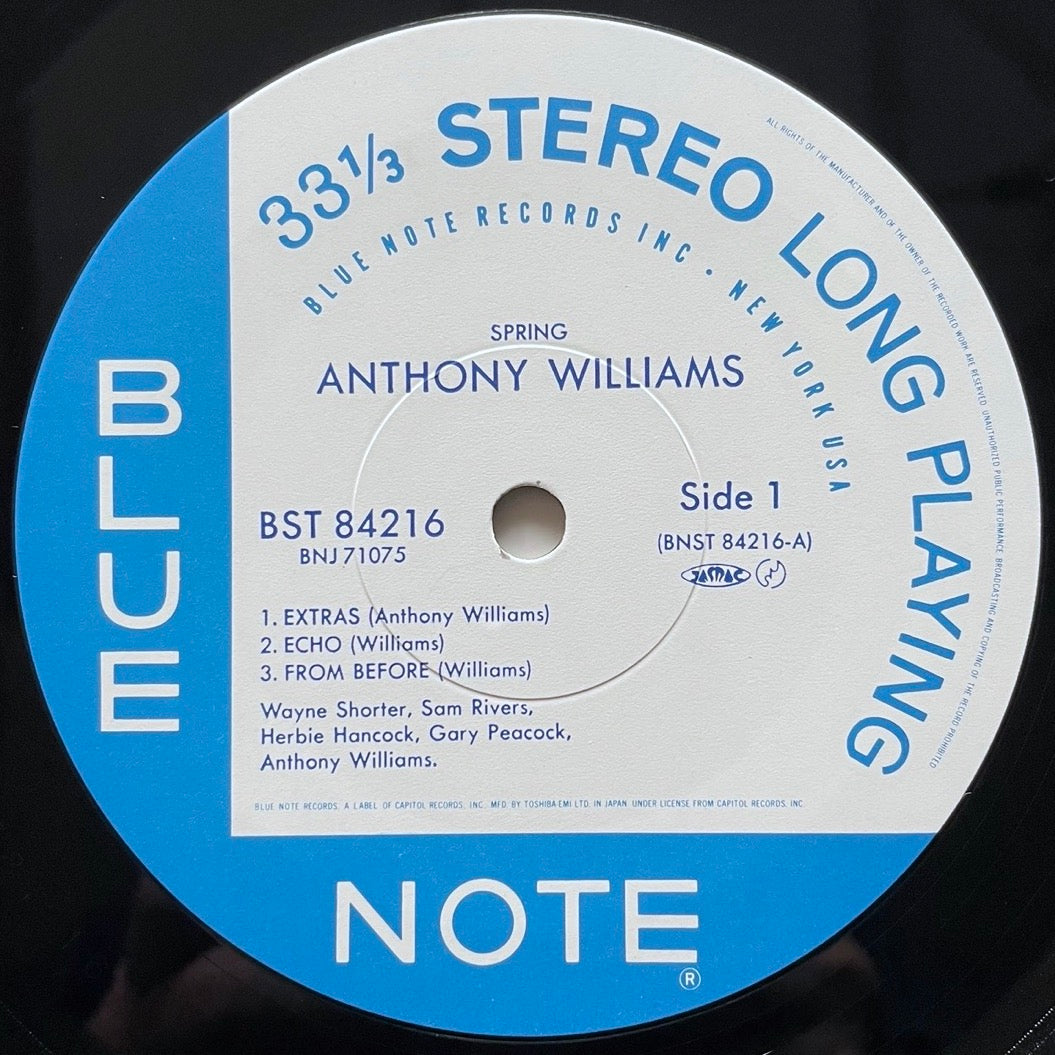 33 1/3 STEREO LONG PLAYING
BLUE NOTE RECORDS INC · NEW YORK USA
ALL RIGHTS OF THE MANUFACTURER AND OF THE OWNER OF THE RECORDED WORK ARE RESERVED. UNAUTHORIZED PUBLIC PERFORMANCE BROADCASTING AND COPYING OF THE RECORD PROHIBITED
SPRING
ANTHONY WILLIAMS
BLUE
BST 84216
BNJ 71075
Side 1
(BNST 84216-A)
JASRAC
1. EXTRAS (Anthony Williams)
2. ECHO (Williams)
3. FROM BEFORE (Williams)
Wayne Shorter, Sam Rivers,
Herbie Hancock, Gary Peacock,
Anthony Williams.
BLUE NOTE RECORDS, A LABEL OF CAPITOL RECORDS, INC. MFD. BY TOSHIBA-EMI LTD. IN JAPAN UNDER LICENSE FROM CAPITOL RECORDS, INC.
NOTE
®